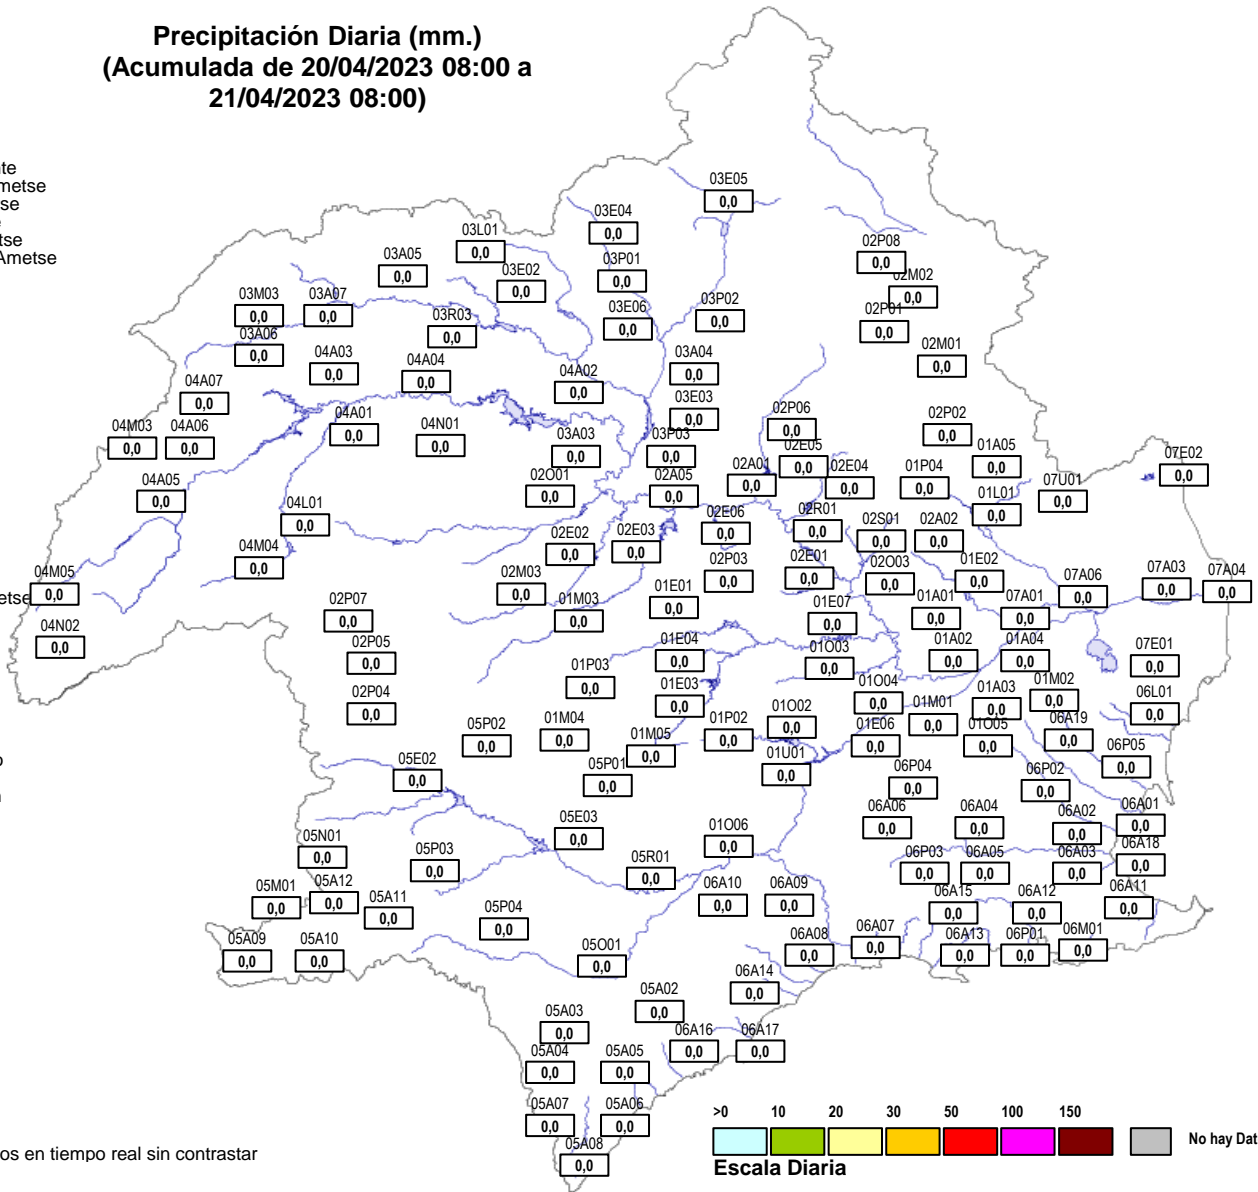 Precipitación Diaria (mm.)
(Acumulada de 20/04/2023 08:00 a
21/04/2023 08:00)
metse
Ametse
03E05
0,0
03E04
0,0
03L01
0,0
02P08
0,0
03A05
0,0
03P01
0,0
03E02
0,0
02M02
0,0
03M03
0,0
03A07
0,0
03P02
0,0
03E06
0,0
02P01
0,0
03R03
0,0
03A06
0,0
04A03
0,0
04A04
0,0
03A04
0,0
02M01
0,0
04A02
0,0
04A07
0,0
03E03
0,0
04A01
0,0
02P06
0,0
02P02
0,0
04M03
0,0
04A06
0,0
04N01
0,0
03A03
0,0
03P03
0,0
02E05
0,0
01A05
0,0
07E02
0,0
04A05
0,0
02O01
0,0
02A05
0,0
02A01
0,0
02E04
0,0
01P04
0,0
07U01
0,0
01L01
0,0
04L01
0,0
02E06
0,0
02R01
0,0
02S01
0,0
02A02
0,0
02E02
0,0
02E03
0,0
04M04
0,0
02P03
0,0
02E01
0,0
02O03
0,0
01E02
0,0
04M05
0,0
02M03
0,0
07A06
0,0
07A03
0,0
07A04
0,0
etse
02P07
0,0
01M03
0,0
01E01
0,0
01E07
0,0
01A01
0,0
07A01
0,0
04N02
0,0
02P05
0,0
01E04
0,0
01O03
0,0
01A02
0,0
01A04
0,0
07E01
0,0
01P03
0,0
02P04
0,0
01E03
0,0
01O04
0,0
01A03
0,0
01M02
0,0
06L01
0,0
05P02
0,0
01M04
0,0
01P02
0,0
01O02
0,0
01M01
0,0
01M05
0,0
01E06
0,0
01O05
0,0
06A19
0,0
05E02
0,0
05P01
0,0
01U01
0,0
06P04
0,0
06P02
0,0
06P05
0,0
05E03
0,0
01O06
0,0
06A06
0,0
06A04
0,0
06A02
0,0
06A01
0,0
05N01
0,0
05P03
0,0
05R01
0,0
06P03
0,0
06A05
0,0
06A03
0,0
06A18
0,0
05M01
0,0
05A12
0,0
05A11
0,0
06A10
0,0
06A09
0,0
06A15
0,0
06A12
0,0
06A11
0,0
05P04
0,0
05A09
0,0
05A10
0,0
05O01
0,0
06A08
0,0
06A07
0,0
06A13
0,0
06P01
0,0
06M01
0,0
06A14
0,0
05A02
0,0
05A03
0,0
06A16
0,0
06A17
0,0
05A04
0,0
05A05
0,0
05A07
0,0
05A06
0,0
05A08
0,0
>0 10 20 30 50 100 150
No hay Dat
Escala Diaria
os en tiempo real sin contrastar